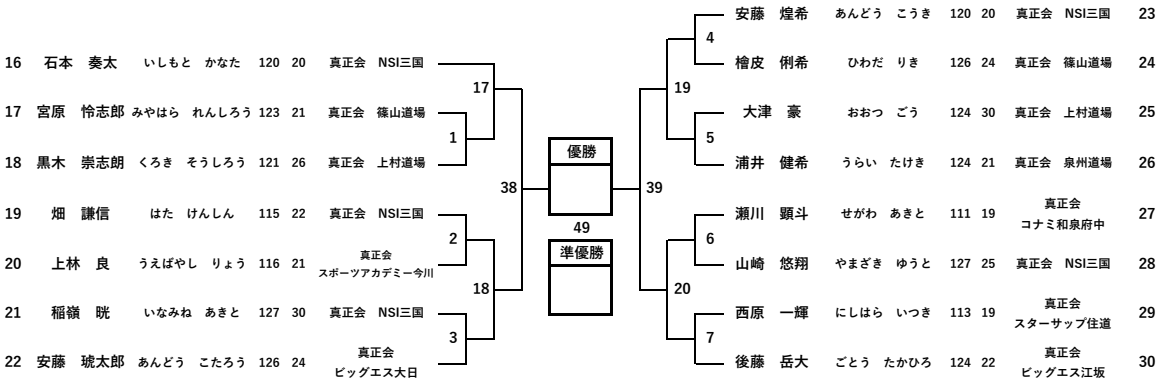 16 石本　奏太 いしもと　かなた 120 20 真正会　NSI三国
17 宮原　怜志郎 みやはら　れんしろう 123 21 真正会　篠山道場
18 黒木　崇志朗 くろき　そうしろう 121 26 真正会　上村道場
19 畑　謙信 はた　けんしん 115 22 真正会　NSI三国
20 上林　良 うえばやし　りょう 116 21 真正会
スポーツアカデミー今川
21 稲嶺　晄 いなみね　あきと 127 30 真正会　NSI三国
22 安藤　琥太郎 あんどう　こたろう 126 24 真正会
ビッグエス大日
17
1
38
2
18
3
優勝
49
準優勝
4
19
5
39
6
20
7
安藤　煌希 あんどう　こうき 120 20 真正会　NSI三国 23
檜皮　俐希 ひわだ　りき 126 24 真正会　篠山道場 24
大津　豪 おおつ　ごう 124 30 真正会　上村道場 25
浦井　健希 うらい　たけき 124 21 真正会　泉州道場 26
瀬川　顕斗 せがわ　あきと 111 19 真正会
コナミ和泉府中 27
山崎　悠翔 やまざき　ゆうと 127 25 真正会　NSI三国 28
西原　一輝 にしはら　いつき 113 19 真正会
スターサップ住道 29
後藤　岳大 ごとう　たかひろ 124 22 真正会
ビッグエス江坂 30